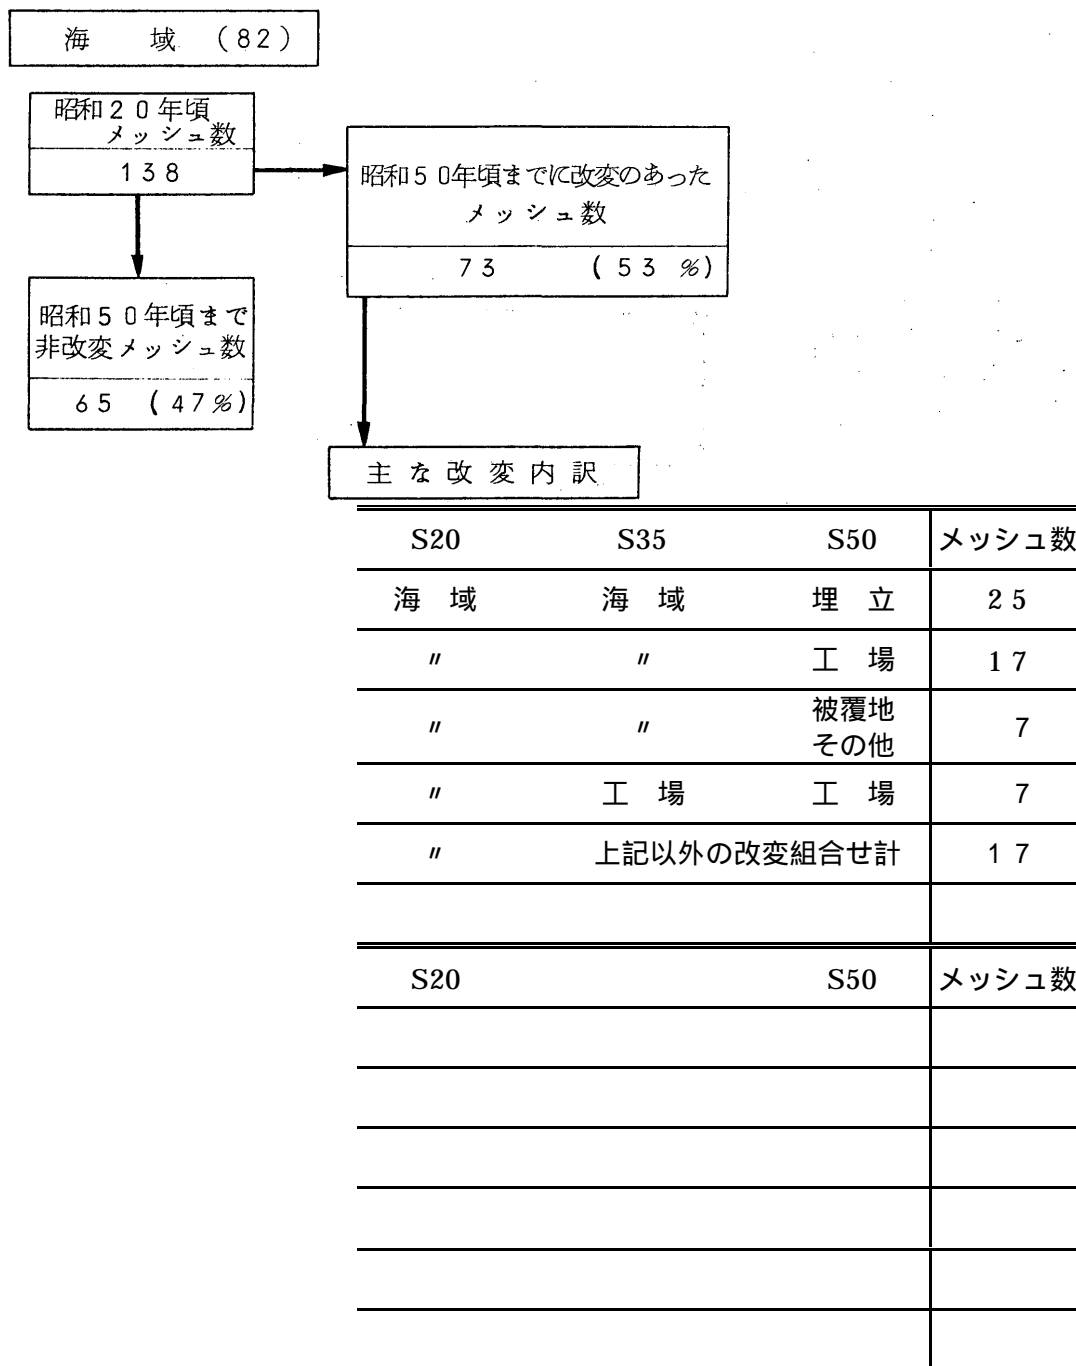 海 域 (82)
昭和20年頃
メッシュ数
138
昭和50年頃までに改変のあった
メッシュ数
73 (53%)
昭和50年頃まで
非改変メッシュ数
65 (47%)
主な改変内訳
S20 S35 S50 メッシュ数
海 域 海 域 埋 立 25
〃 〃 工 場 17
〃 〃 被覆地
その他 7
〃 工 場 工 場 7
〃 上記以外の改変組合せ計 17
S20 S50 メッシュ数